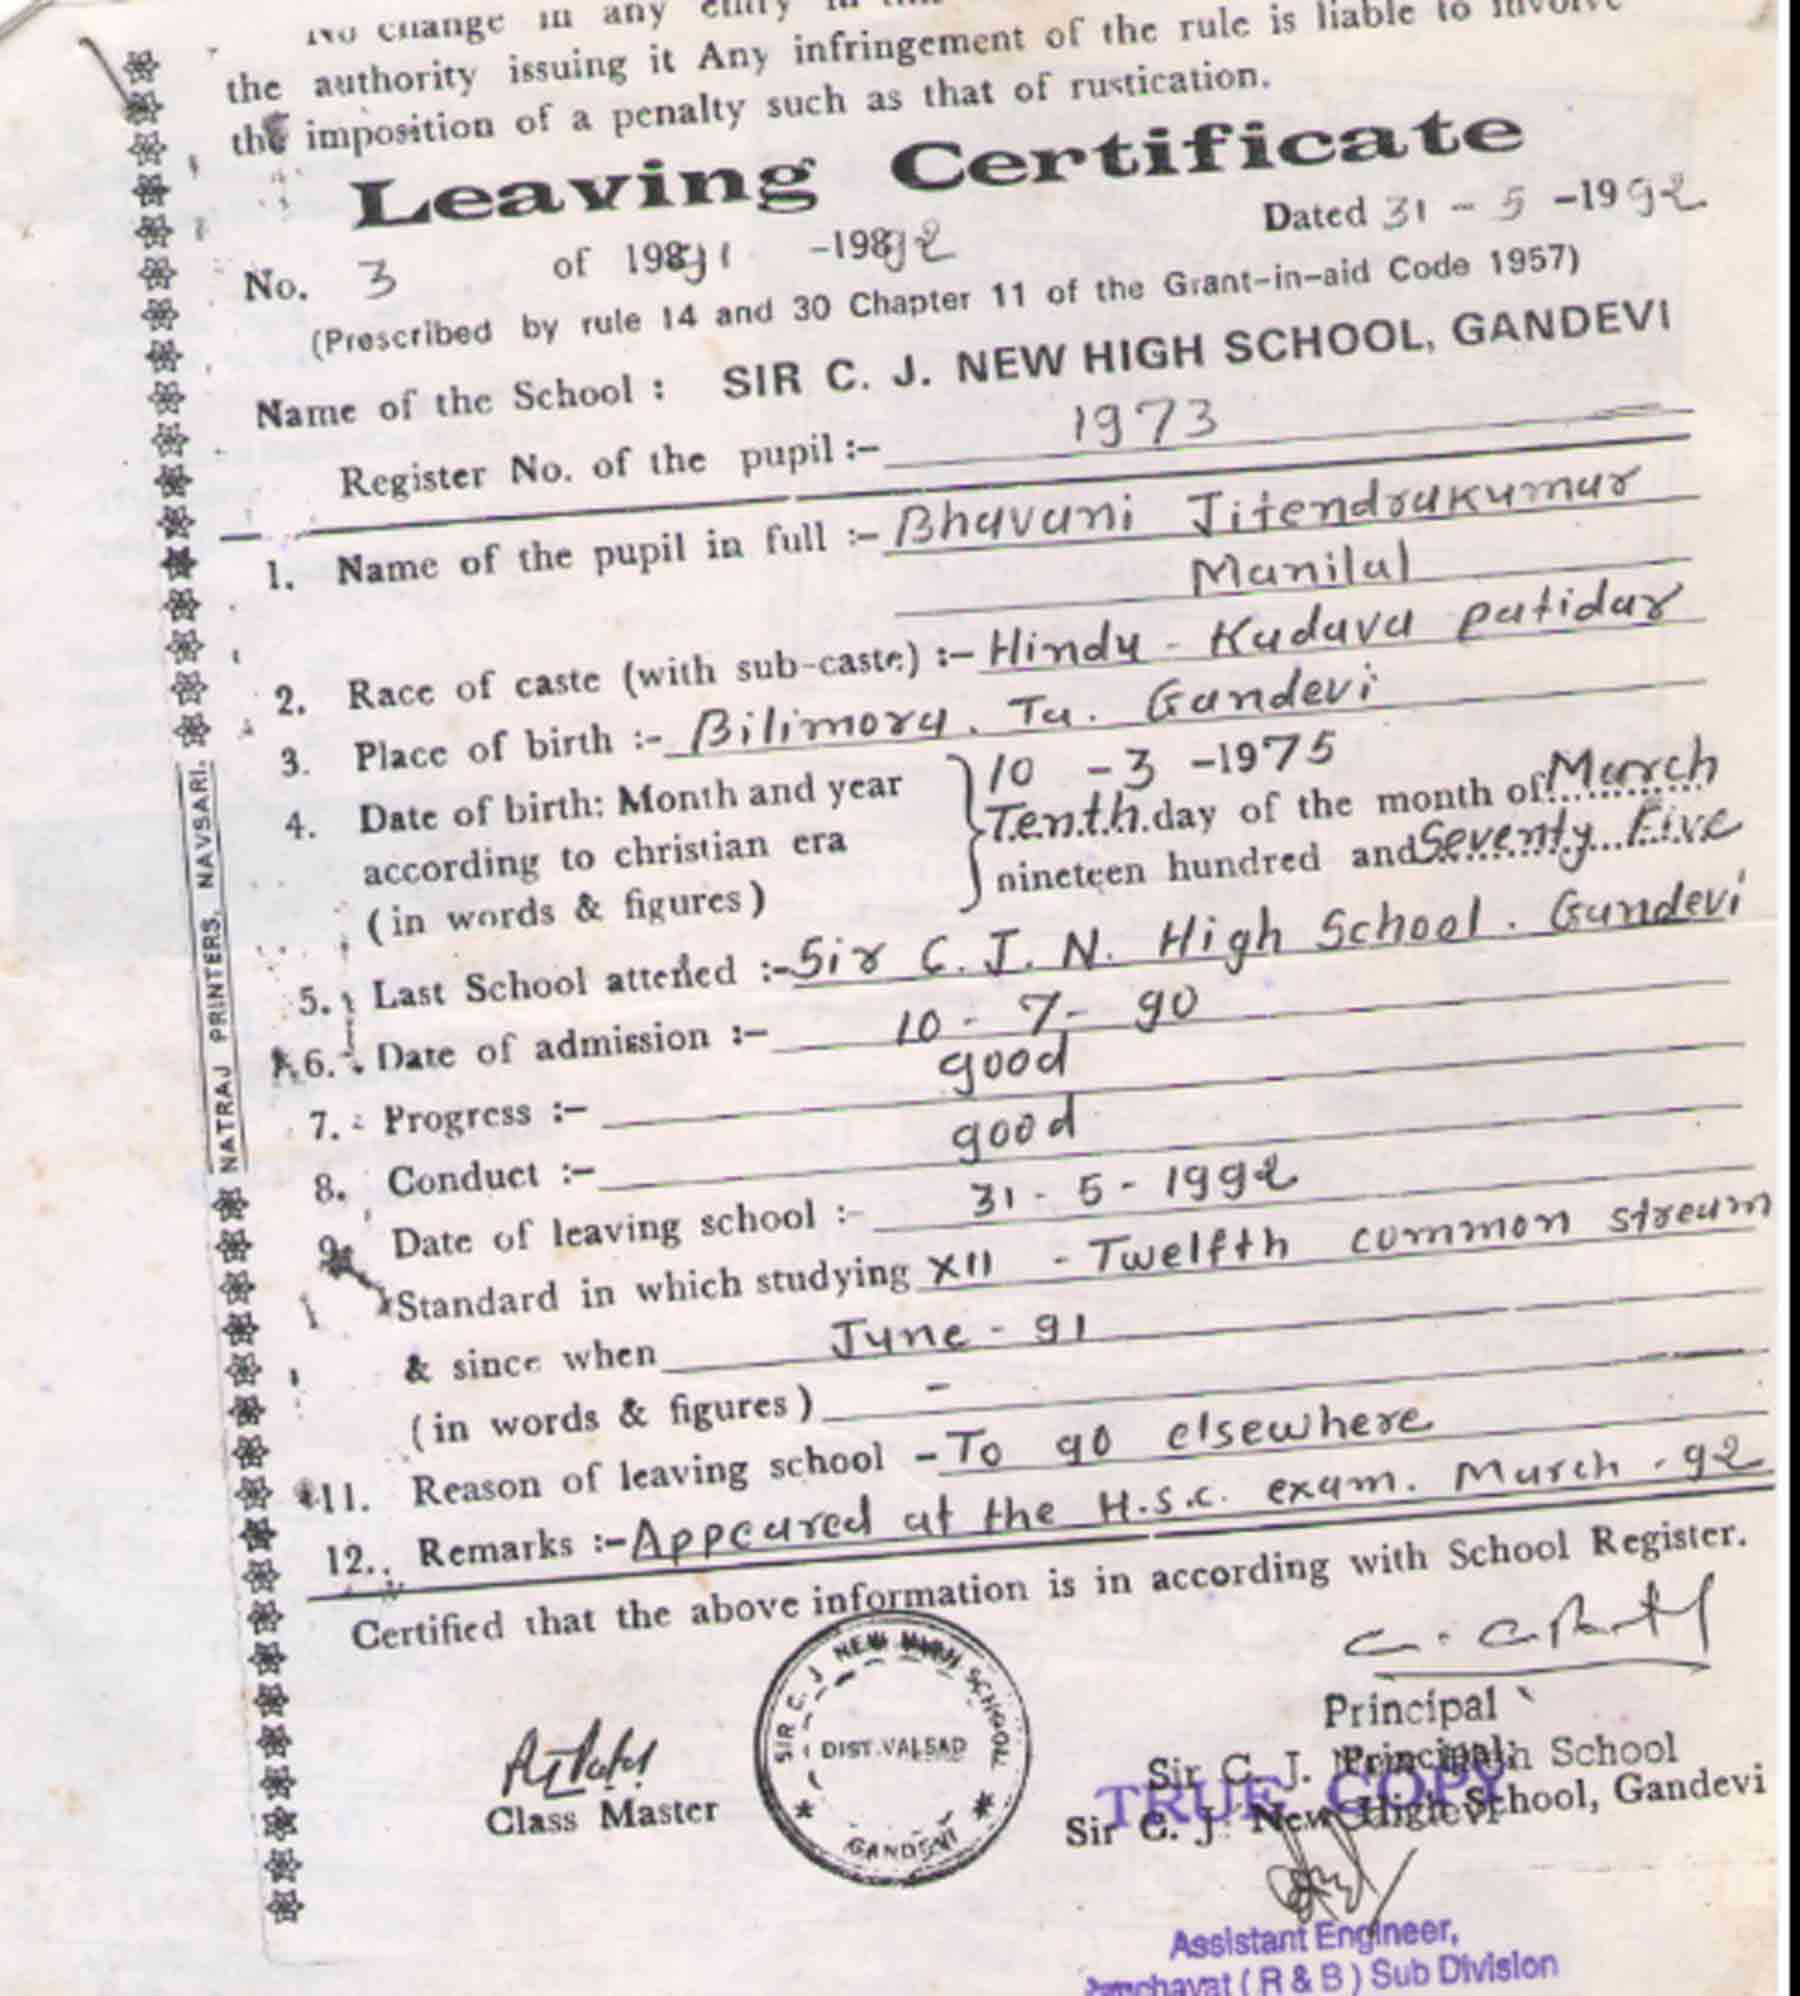 No change in any entry in
the authority issuing it Any infringement of the rule is liable to involve
the imposition of a penalty such as that of rustication.
Leaving Certificate
Dated 31 - 5 -1992
No. 3 of 19891 -19892
(Prescribed by rule 14 and 30 Chapter 11 of the Grant-in-aid Code 1957)
Name of the School : SIR C. J. NEW HIGH SCHOOL, GANDEVI
Register No. of the pupil :- 1973
1. Name of the pupil in full :- Bhavani Jitendrakumar
Manilal
2. Race of caste (with sub-caste) :- Hindu - Kadava patidar
3. Place of birth :- Bilimora. Ta. Gandevi
4. Date of birth: Month and year } 10 -3 -1975
according to christian era Tenth day of the month of March
(in words & figures) nineteen hundred and Seventy Five
5. Last School attened :- Sir C. J. N. High School. Gandevi
6. Date of admission :- 10 - 7 - 90
7. Progress :- good
8. Conduct :- good
9. Date of leaving school :- 31 - 5 - 1992
Standard in which studying XII - Twelfth common stream
& since when June - 91
(in words & figures) -
11. Reason of leaving school - To go elsewhere
12. Remarks :- Appeared at the H.S.C. exam. March - 92
Certified that the above information is in according with School Register.
Principal
Class Master
SIR C. J NEW HIGH SCHOOL
DIST. VALSAD
GANDEVI
Principal
Sir C. J. School
TRUE COPY
Sir C. J. New High School, Gandevi
Assistant Engineer,
Panchayat (R & B) Sub Division
NATRAJ PRINTERS, NAVSARI.